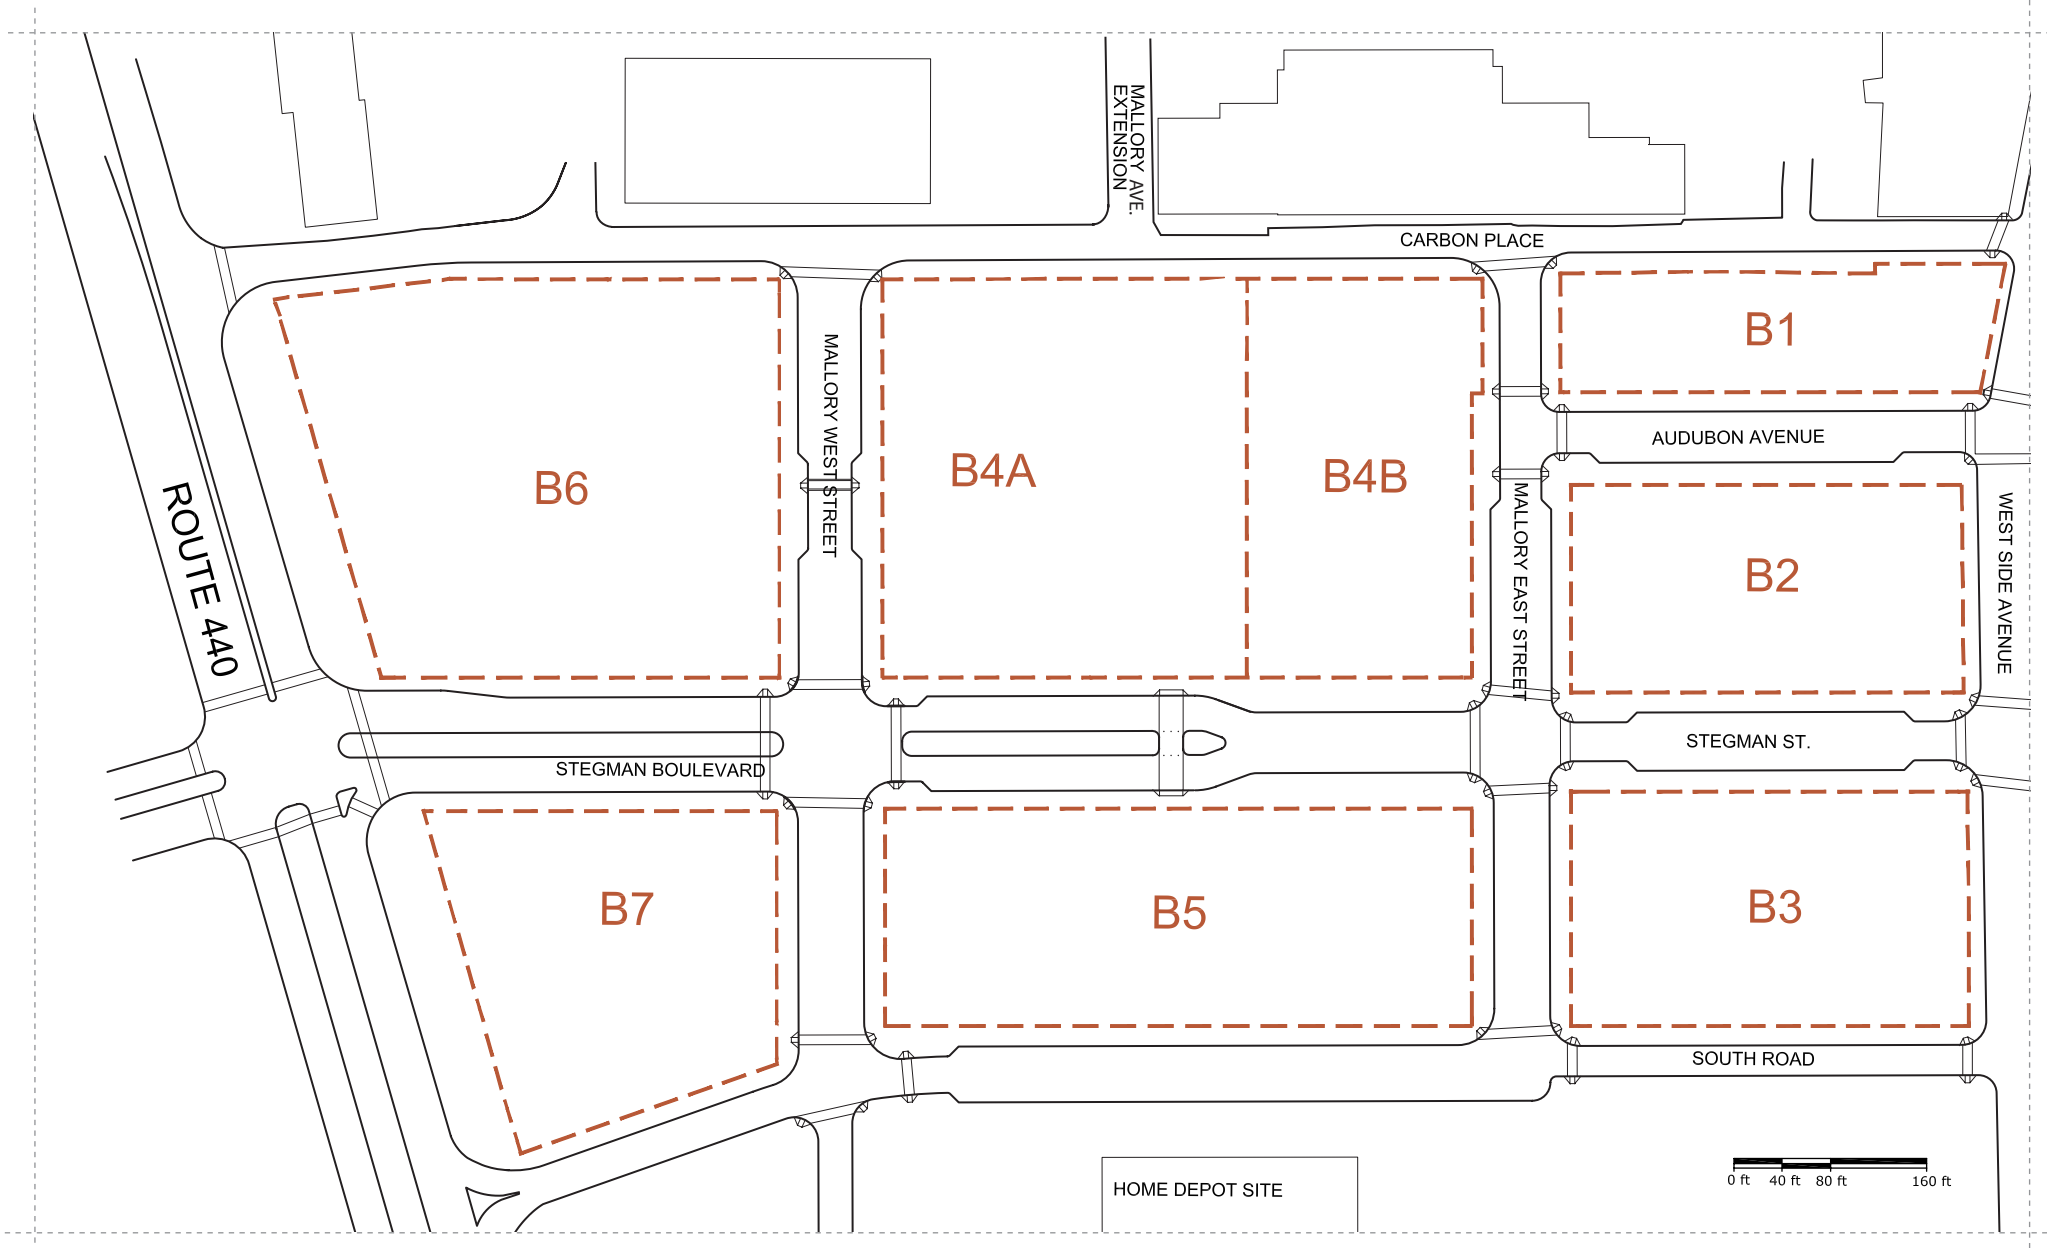 MALLORY AVE.
EXTENSION
CARBON PLACE
B1
MALLORY WEST STREET
AUDUBON AVENUE
B6
B4A
B4B
ROUTE 440
MALLORY EAST STREET
B2
WEST SIDE AVENUE
STEGMAN BOULEVARD
STEGMAN ST.
B7
B5
B3
SOUTH ROAD
HOME DEPOT SITE
0 ft 40 ft 80 ft 160 ft